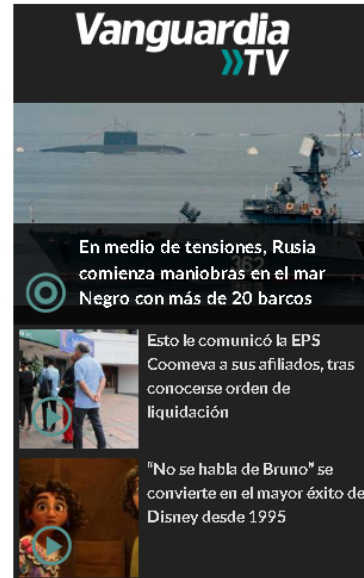 Vanguardia
TV
362
En medio de tensiones, Rusia
comienza maniobras en el mar
Negro con más de 20 barcos
Esto le comunicó la EPS
Coomeva a sus afiliados, tras
conocerse orden de
liquidación
"No se habla de Bruno" se
convierte en el mayor éxito de
Disney desde 1995